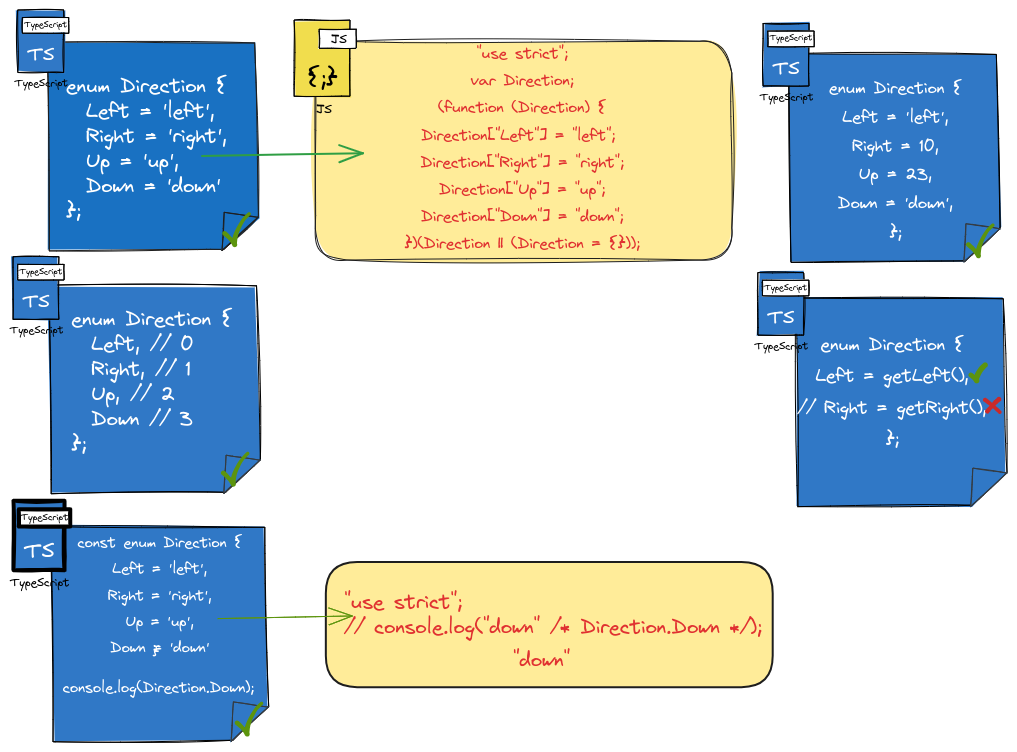 TypeScript
TS
TypeScript
enum Direction {
Left = 'left',
Right = 'right',
Up = 'up',
Down = 'down'
};
JS
{;}
JS
"use strict";
var Direction;
(function (Direction) {
Direction["Left"] = "left";
Direction["Right"] = "right";
Direction["Up"] = "up";
Direction["Down"] = "down";
})(Direction || (Direction = {}));
TypeScript
TS
TypeScript
enum Direction {
Left = 'left',
Right = 10,
Up = 23,
Down = 'down',
};
TypeScript
TS
TypeScript
enum Direction {
Left, // 0
Right, // 1
Up, // 2
Down // 3
};
TypeScript
TS
TypeScript
enum Direction {
Left = getLeft(),
// Right = getRight(),
};
TypeScript
TS
TypeScript
const enum Direction {
Left = 'left',
Right = 'right',
Up = 'up',
Down = 'down'
console.log(Direction.Down);
"use strict";
// console.log("down" /* Direction.Down */);
"down"